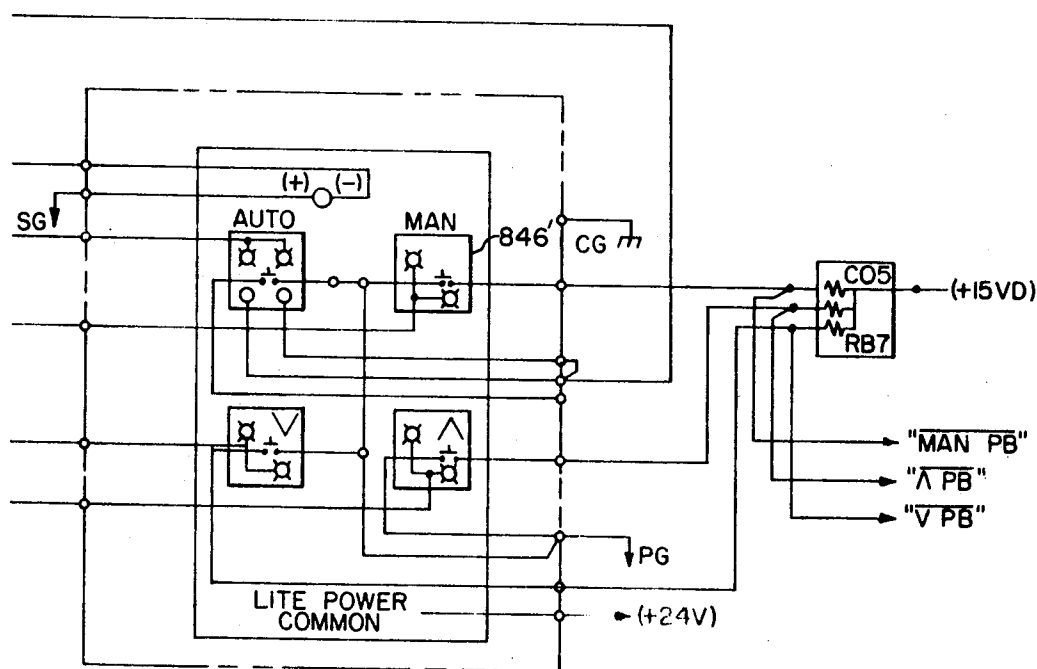 (+) (-)
SG
AUTO
MAN
846'
CG
CO5
(+15VD)
RB7
V
Λ
"MAN PB"
"Λ PB"
"V PB"
PG
LITE POWER
COMMON
(+24V)